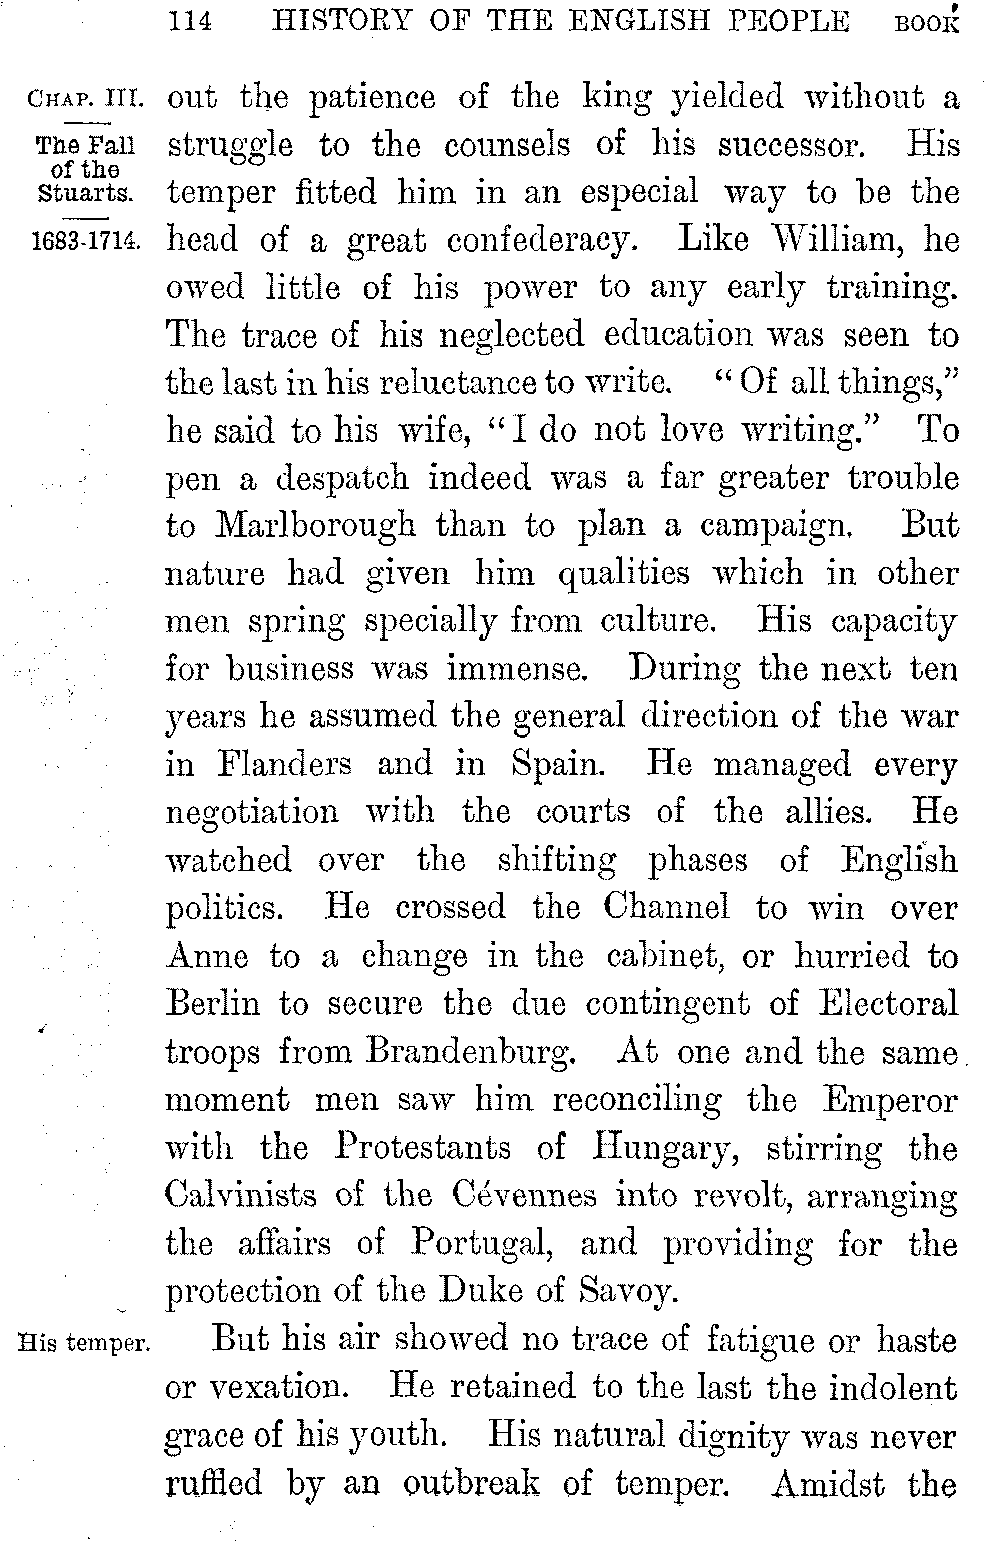 114 HISTORY OF THE ENGLISH PEOPLE BOOK
CHAP. III.
The Fall
of the
Stuarts.
1683-1714.
out the patience of the king yielded without a
struggle to the counsels of his successor. His
temper fitted him in an especial way to be the
head of a great confederacy. Like William, he
owed little of his power to any early training.
The trace of his neglected education was seen to
the last in his reluctance to write. “Of all things,”
he said to his wife, “I do not love writing.” To
pen a despatch indeed was a far greater trouble
to Marlborough than to plan a campaign. But
nature had given him qualities which in other
men spring specially from culture. His capacity
for business was immense. During the next ten
years he assumed the general direction of the war
in Flanders and in Spain. He managed every
negotiation with the courts of the allies. He
watched over the shifting phases of English
politics. He crossed the Channel to win over
Anne to a change in the cabinet, or hurried to
Berlin to secure the due contingent of Electoral
troops from Brandenburg. At one and the same
moment men saw him reconciling the Emperor
with the Protestants of Hungary, stirring the
Calvinists of the Cévennes into revolt, arranging
the affairs of Portugal, and providing for the
protection of the Duke of Savoy.
His temper.
But his air showed no trace of fatigue or haste
or vexation. He retained to the last the indolent
grace of his youth. His natural dignity was never
ruffled by an outbreak of temper. Amidst the